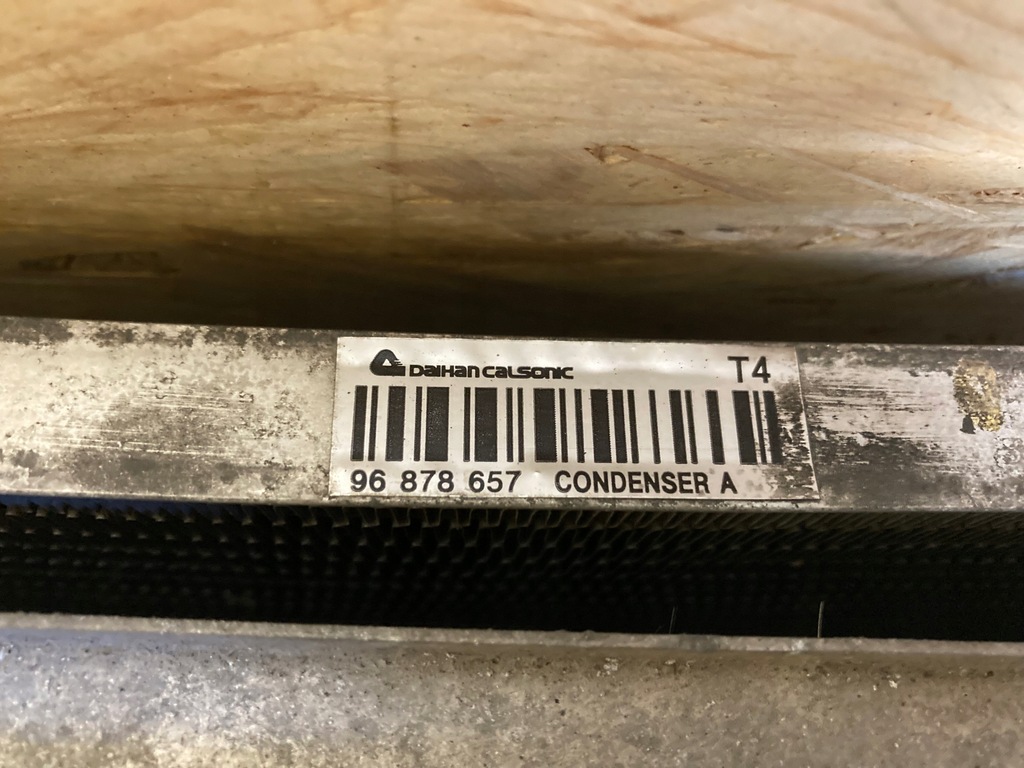 DAIHAN CALSONIC T4
96 878 657 CONDENSER A